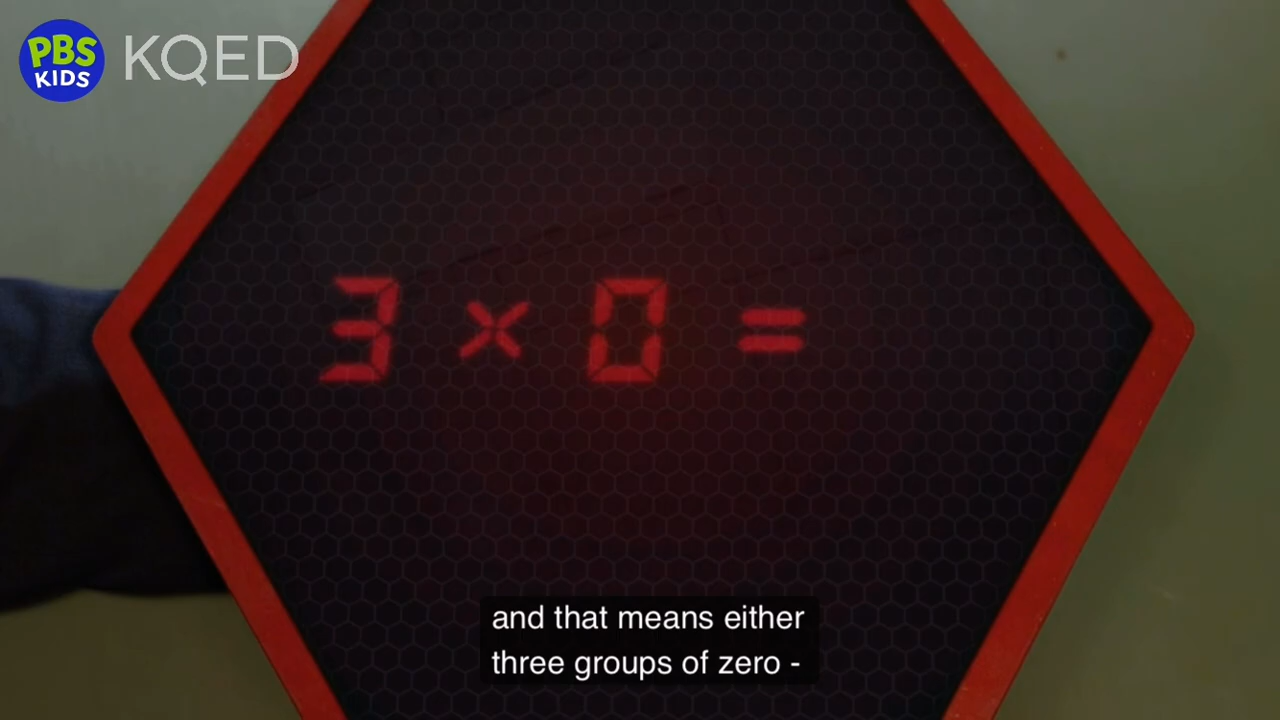 PBS
KIDS
KQED
3 × 0 =
and that means either
three groups of zero -